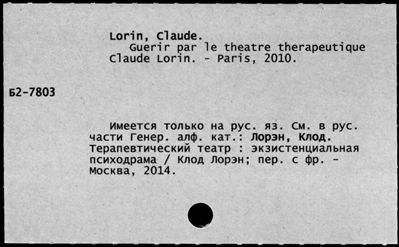 Lorin, Claude.
Guerir par le theatre therapeutique
Claude Lorin. - Paris, 2010.
Б2-7803
Имеется только на рус. яз. См. в рус.
части Генер. алф. кат.: Лорэн, Клод.
Терапевтический театр : экзистенциальная
психодрама / Клод Лорэн; пер. с фр. -
Москва, 2014.